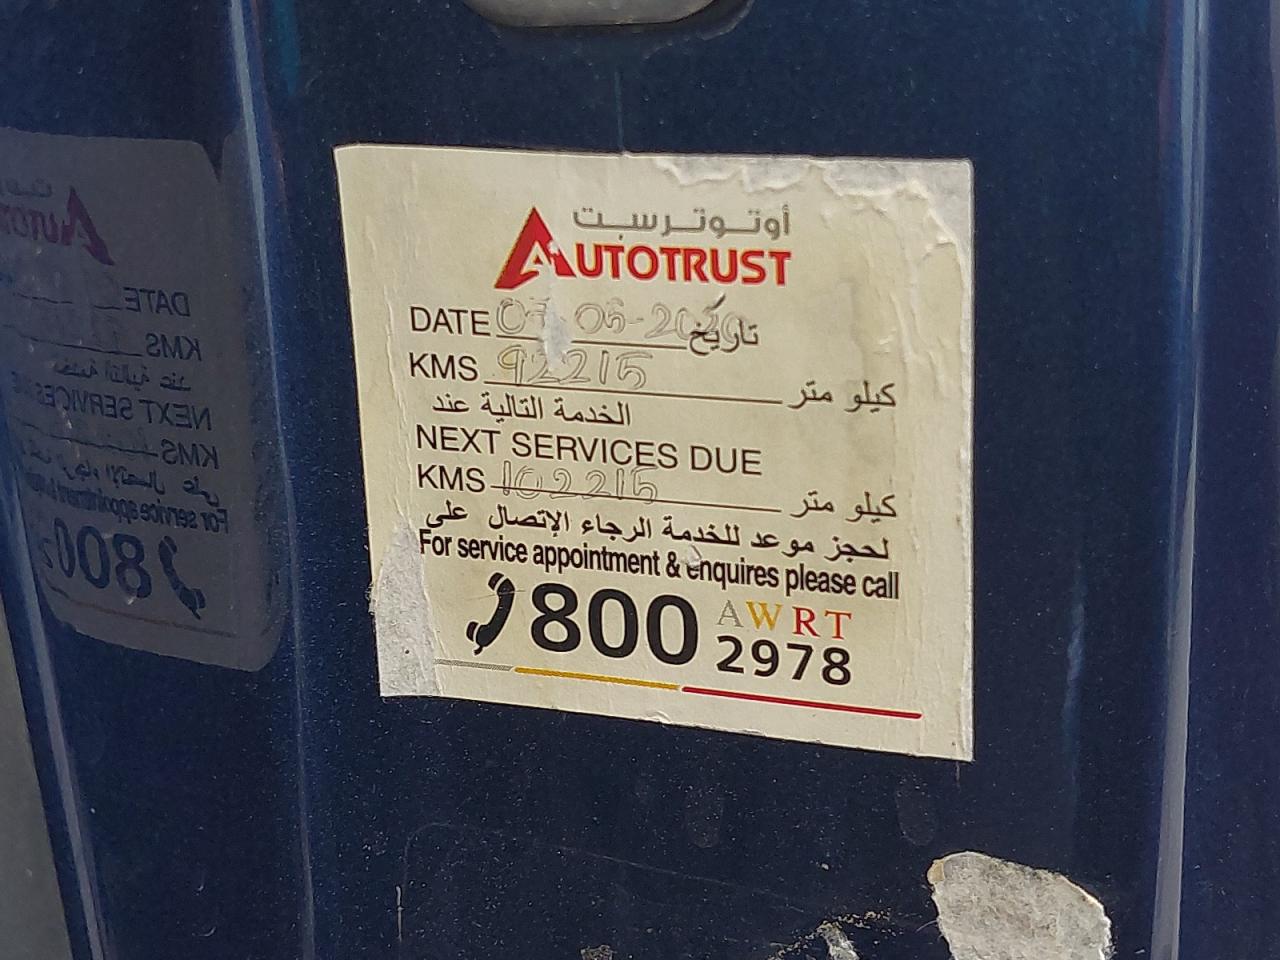 أوتوترست
AUTOTRUST
DATE 07-05-2020 تاريخ
KMS 92215 كيلو متر
الخدمة التالية عند
NEXT SERVICES DUE
KMS 102215 كيلو متر
لحجز موعد للخدمة الرجاء الإتصال على
For service appointment & enquires please call
800 AWRT
2978